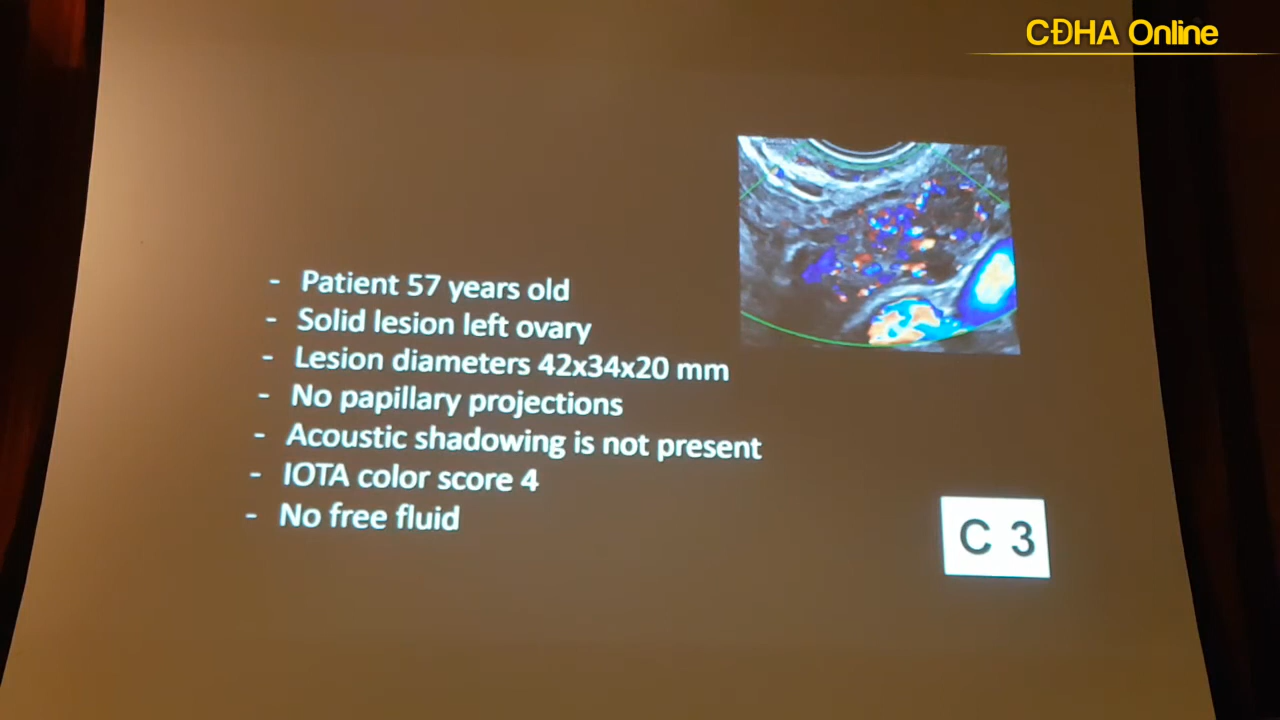 CĐHA Online
- Patient 57 years old
- Solid lesion left ovary
- Lesion diameters 42x34x20 mm
- No papillary projections
- Acoustic shadowing is not present
- IOTA color score 4
- No free fluid
C 3